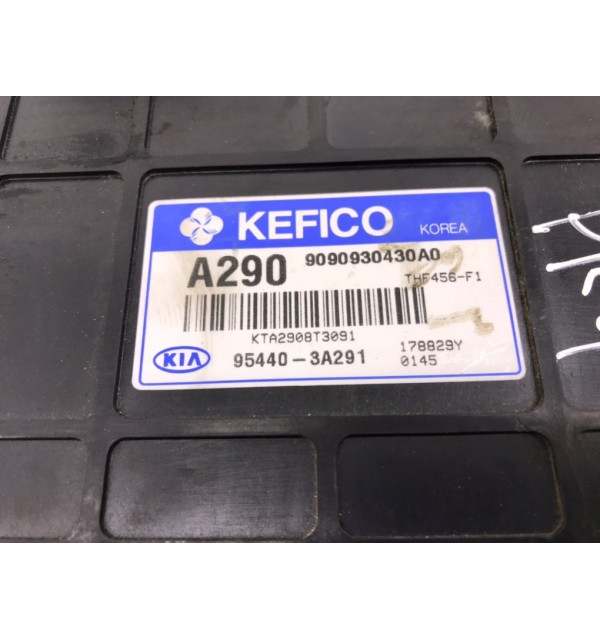 KEFICO KOREA
A290 9090930430A0
THF456-F1
KTA2908T3091
KIA 95440-3A291 178829Y
0145